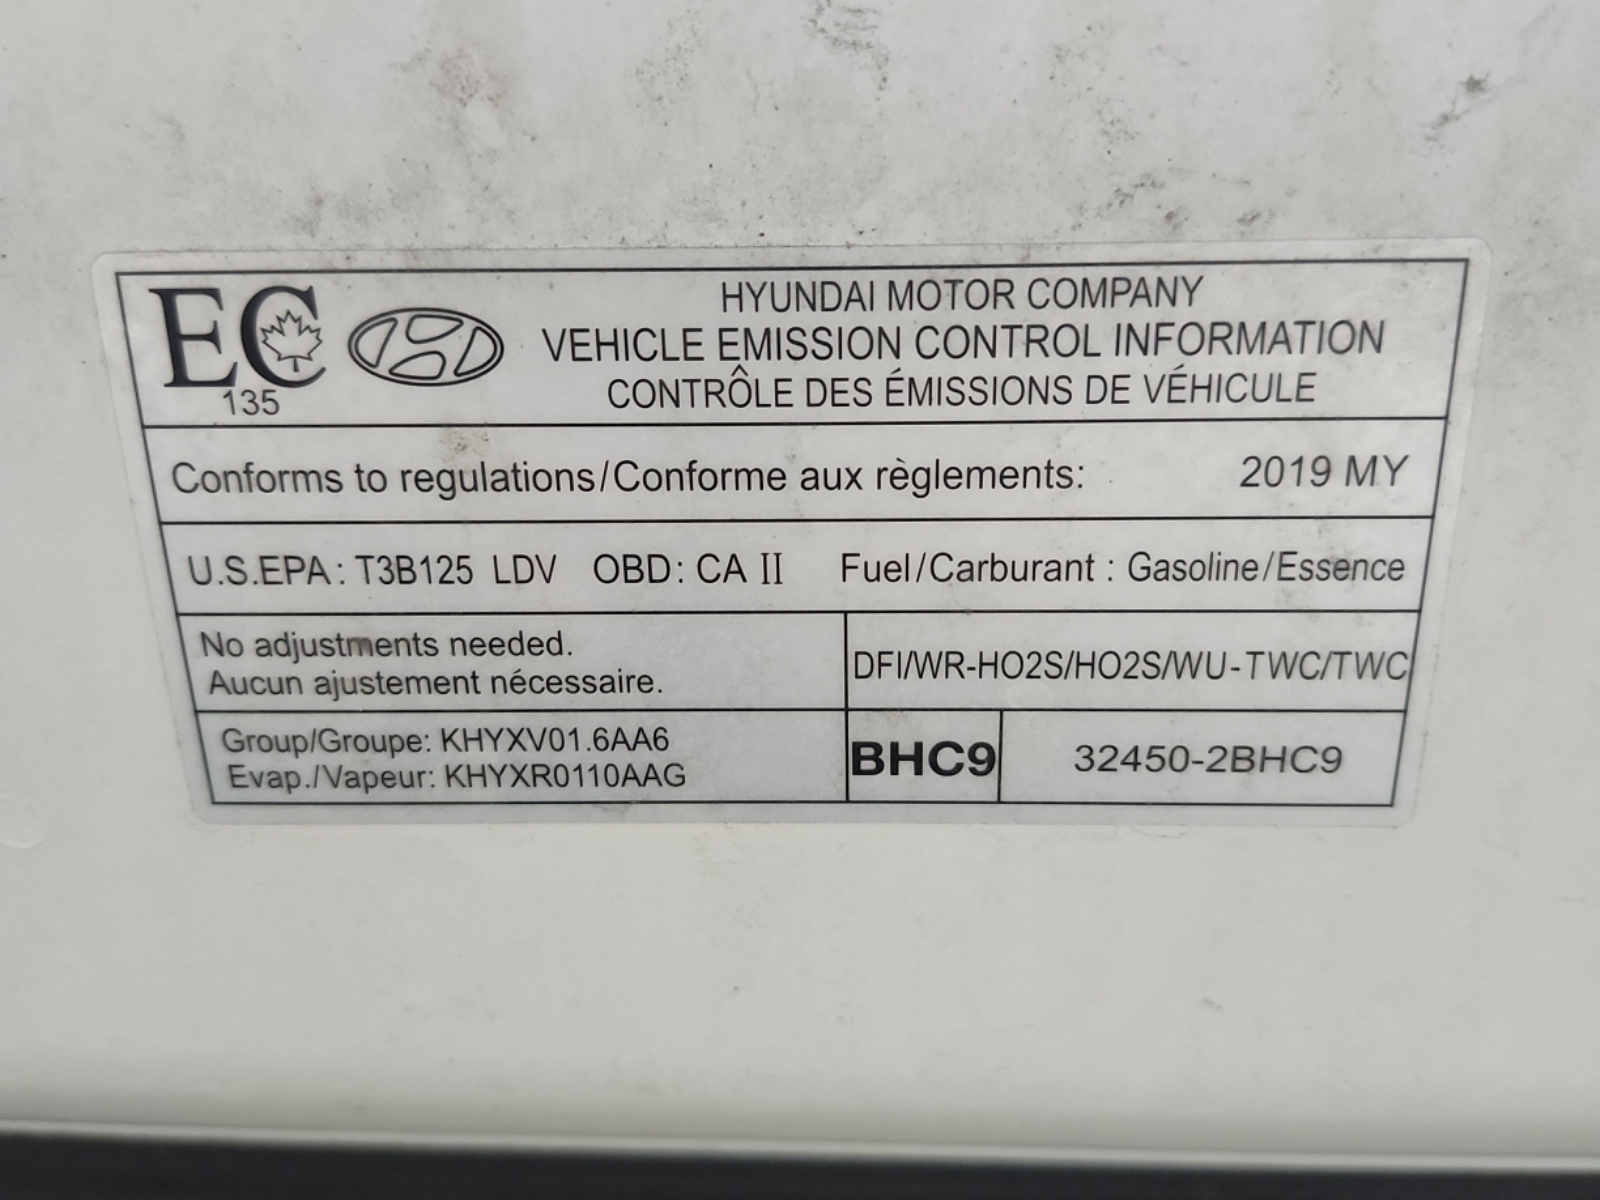 EC
135
HYUNDAI MOTOR COMPANY
VEHICLE EMISSION CONTROL INFORMATION
CONTRÔLE DES ÉMISSIONS DE VÉHICULE
Conforms to regulations/Conforme aux règlements: 2019 MY
U.S.EPA: T3B125 LDV OBD: CA II Fuel/Carburant : Gasoline/Essence
No adjustments needed.
Aucun ajustement nécessaire.
DFI/WR-HO2S/HO2S/WU-TWC/TWC
Group/Groupe: KHYXV01.6AA6
Evap./Vapeur: KHYXR0110AAG
BHC9 32450-2BHC9